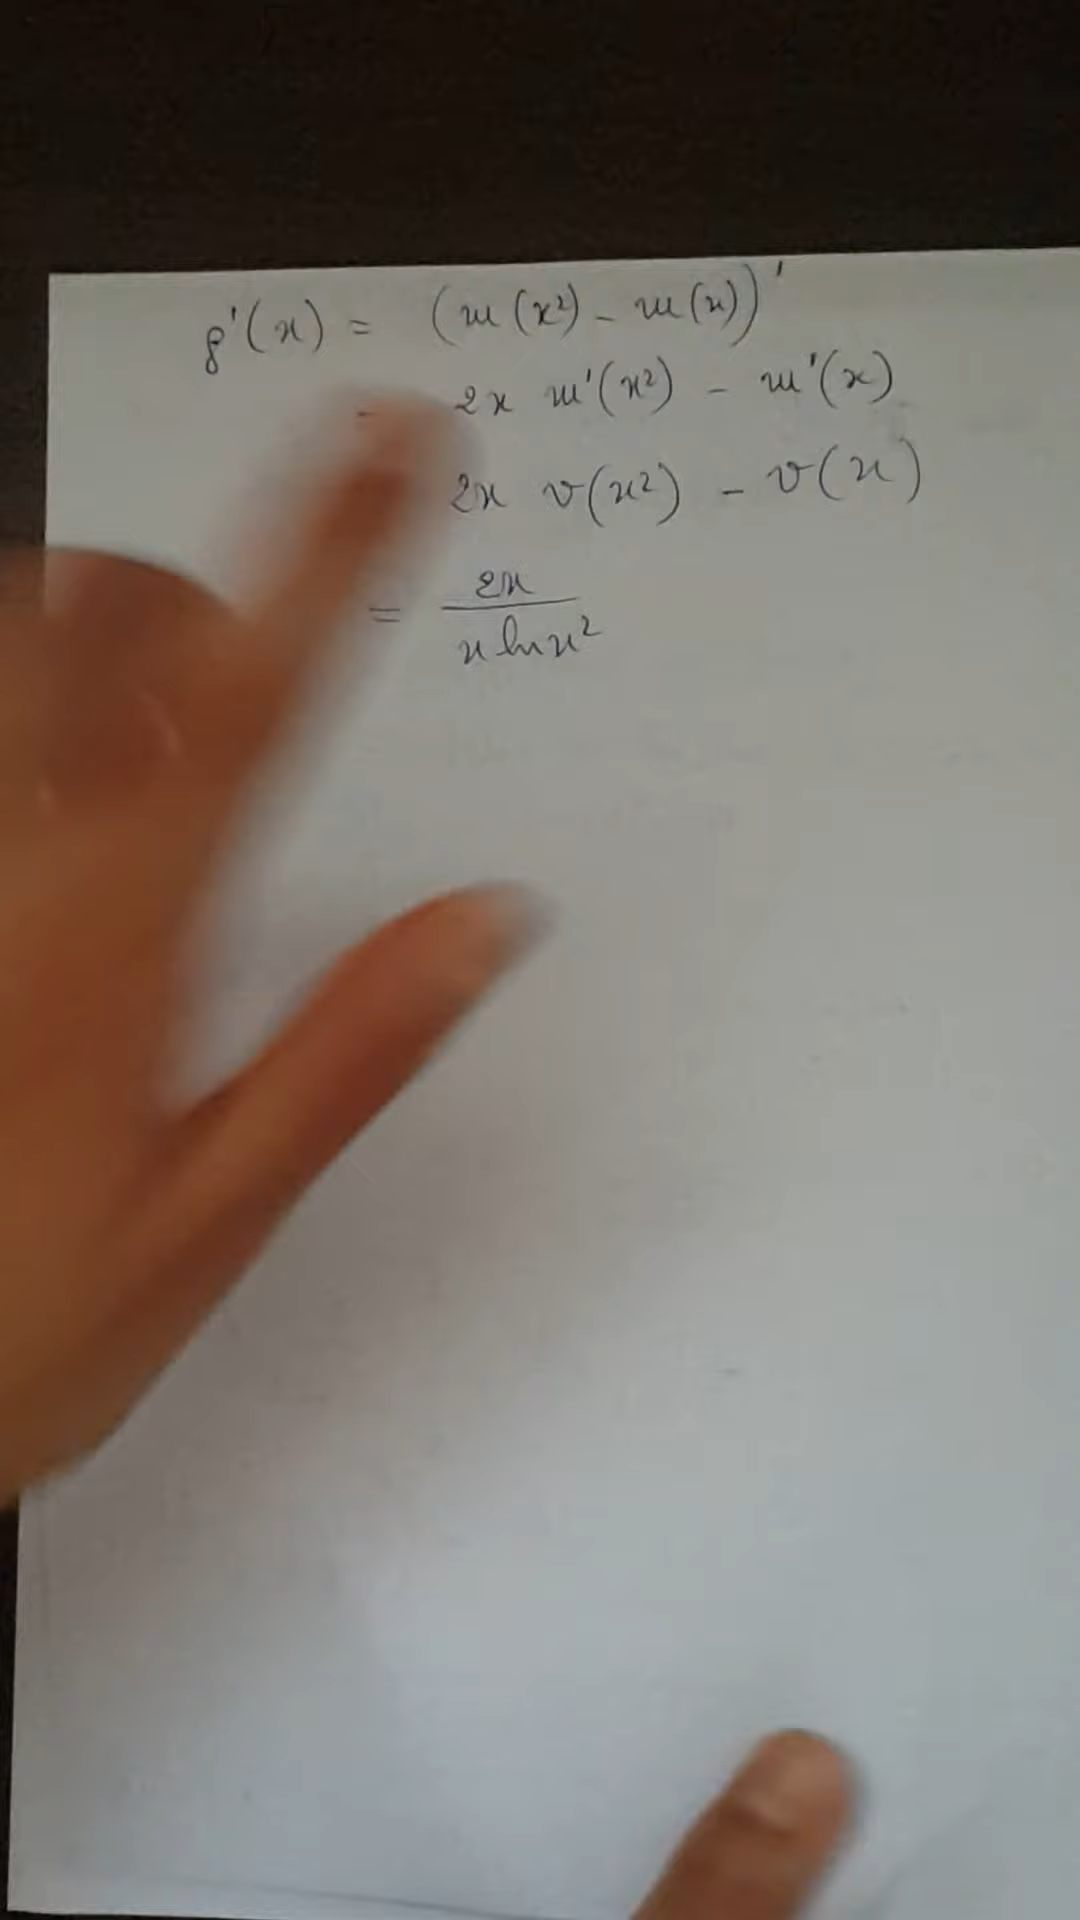 g'(x) = (m(x²) - m(x))'
= 2x m'(x²) - m'(x)
2x v(x²) - v(x)
= 2x / x ln x²